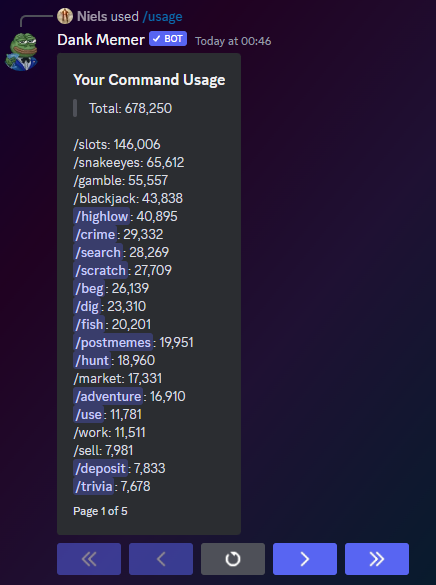 Niels used /usage
Dank Memer ✓ BOT Today at 00:46
Your Command Usage
Total: 678,250
/slots: 146,006
/snakeeyes: 65,612
/gamble: 55,557
/blackjack: 43,838
/highlow: 40,895
/crime: 29,332
/search: 28,269
/scratch: 27,709
/beg: 26,139
/dig: 23,310
/fish: 20,201
/postmemes: 19,951
/hunt: 18,960
/market: 17,331
/adventure: 16,910
/use: 11,781
/work: 11,511
/sell: 7,981
/deposit: 7,833
/trivia: 7,678
Page 1 of 5